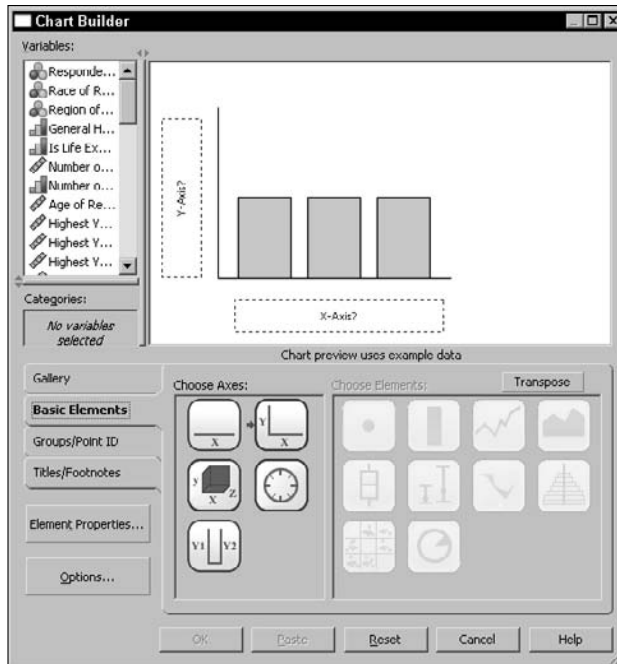 Chart Builder
Variables:
Responde...
Race of R...
Region of...
General H...
Is Life Ex...
Number o...
Number o...
Age of Re...
Highest Y...
Highest Y...
Highest Y...
Categories:
No variables
selected
Y-Axis?
X-Axis?
Chart preview uses example data
Gallery
Basic Elements
Groups/Point ID
Titles/Footnotes
Element Properties...
Options...
Choose Axes:
X
Y
X
y
X
Z
Y1
Y2
Choose Elements:
Transpose
OK
Paste
Reset
Cancel
Help